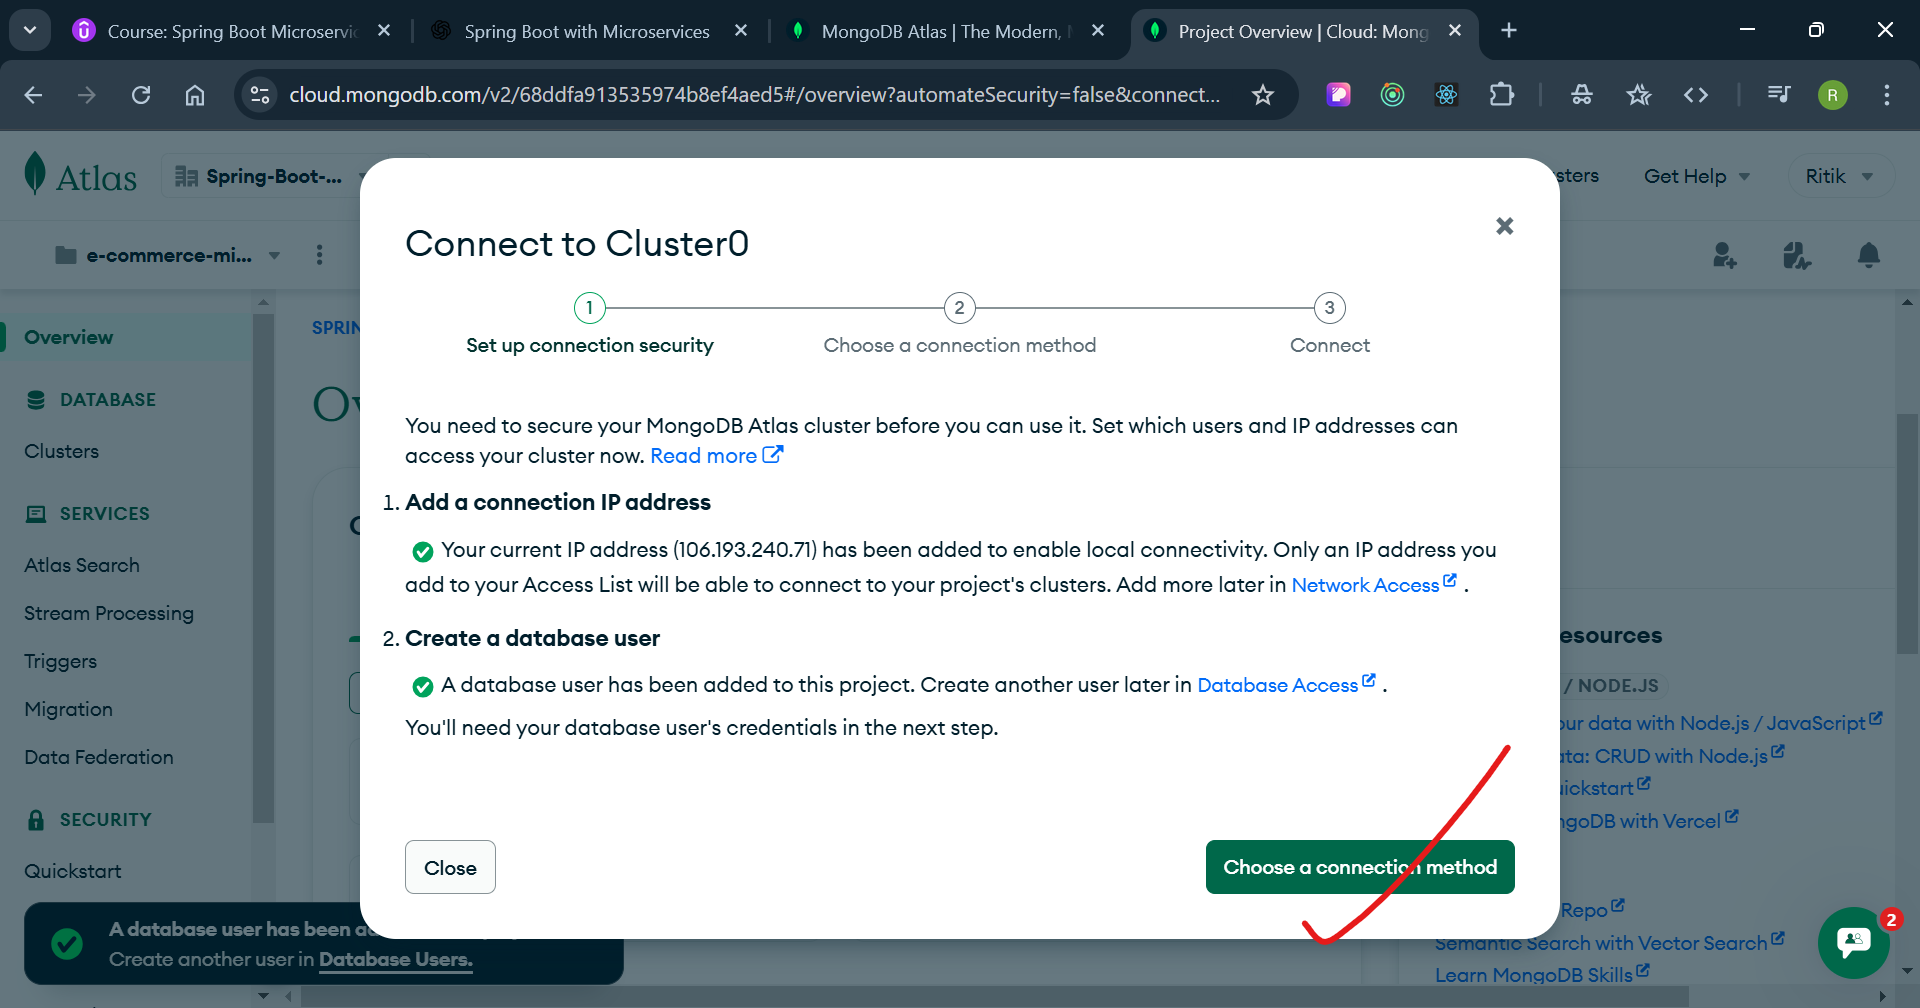 Course: Spring Boot Microservic
Spring Boot with Microservices
MongoDB Atlas | The Modern, M
Project Overview | Cloud: Mong
cloud.mongodb.com/v2/68ddfa913535974b8ef4aed5#/overview?automateSecurity=false&connect...
R
Atlas
Spring-Boot-...
sters
Get Help
Ritik
e-commerce-mi...
Overview
DATABASE
Clusters
SERVICES
Atlas Search
Stream Processing
Triggers
Migration
Data Federation
SECURITY
Quickstart
SPRIN
Ov
C
Connect to Cluster0
1
2
3
Set up connection security
Choose a connection method
Connect
You need to secure your MongoDB Atlas cluster before you can use it. Set which users and IP addresses can
access your cluster now. Read more
1. Add a connection IP address
Your current IP address (106.193.240.71) has been added to enable local connectivity. Only an IP address you
add to your Access List will be able to connect to your project's clusters. Add more later in Network Access .
2. Create a database user
A database user has been added to this project. Create another user later in Database Access .
You'll need your database user's credentials in the next step.
Close
Choose a connection method
esources
/ NODE.JS
our data with Node.js / JavaScript
ata: CRUD with Node.js
uickstart
ngoDB with Vercel
Repo
Semantic Search with Vector Search
Learn MongoDB Skills
A database user has been ad
Create another user in Database Users.
2